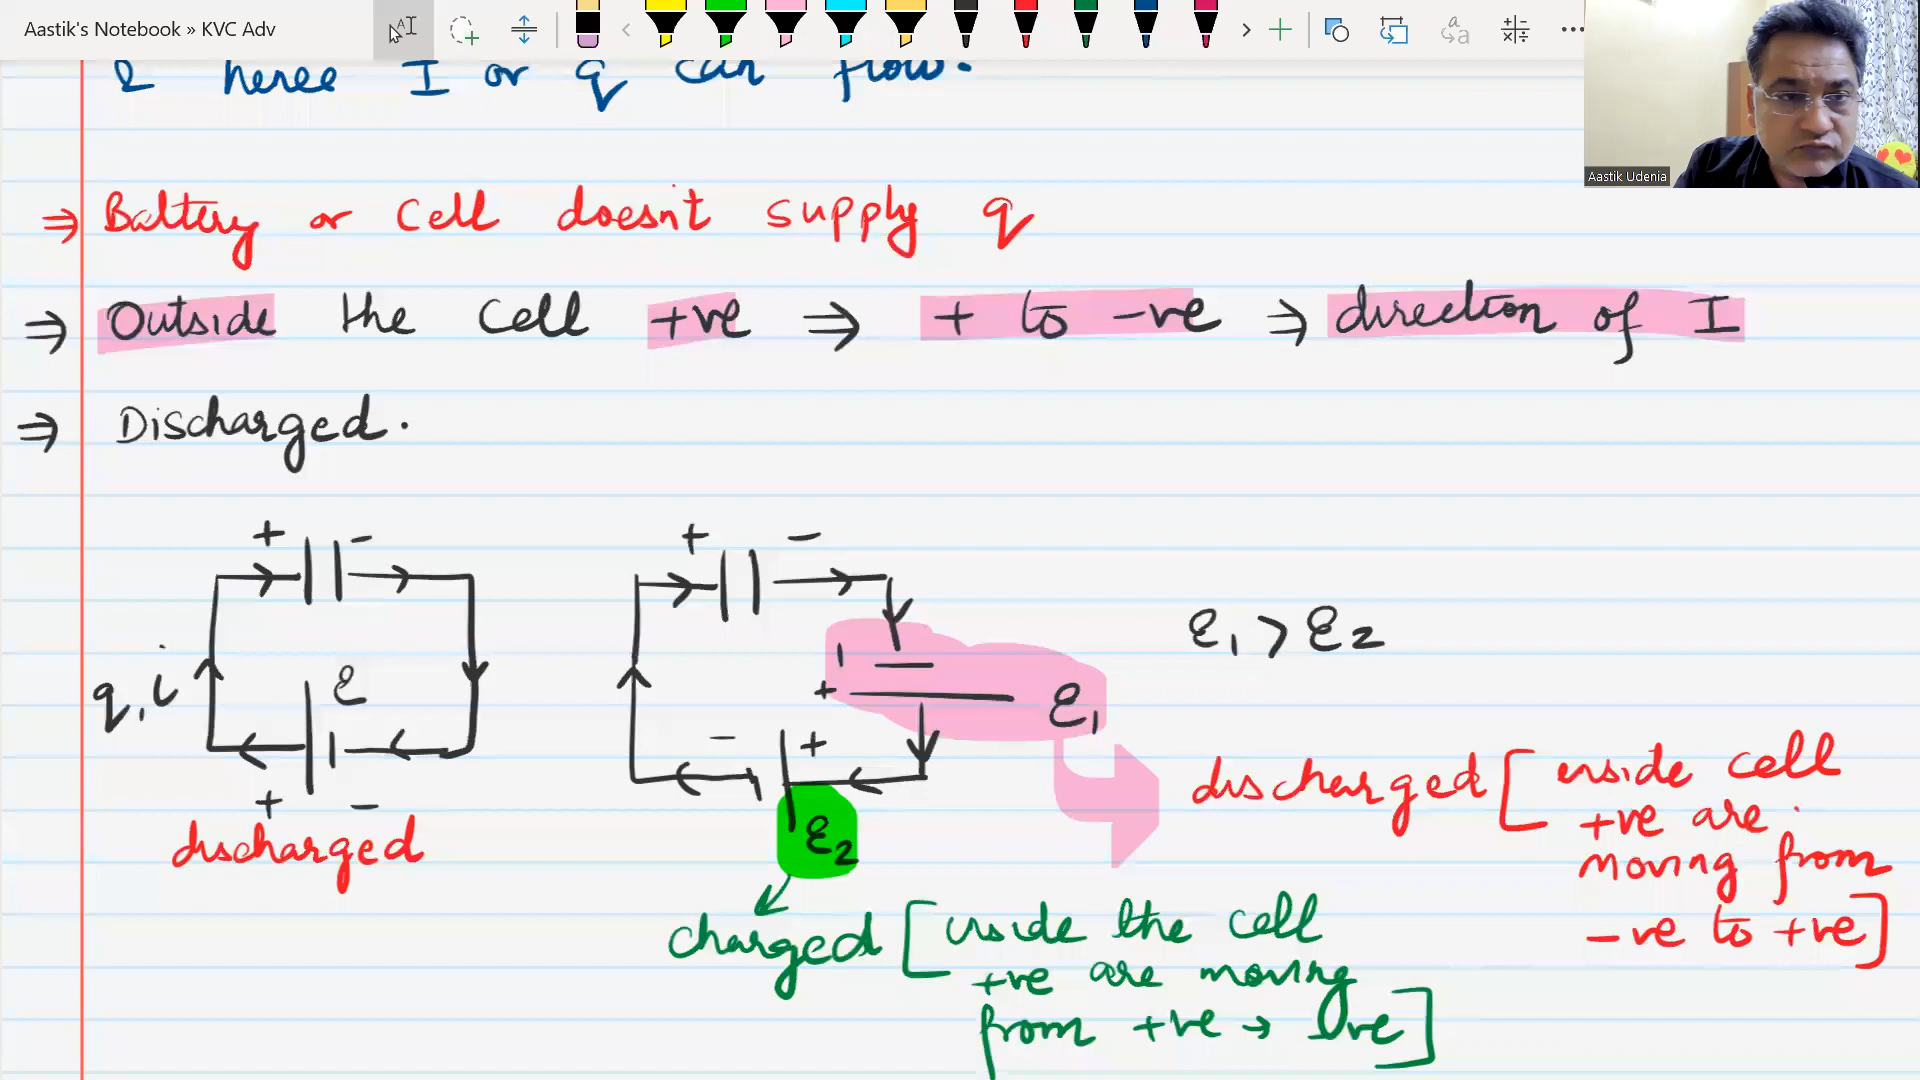 Aastik's Notebook » KVC Adv
& hence I or q can flow.
Aastik Udenia
⇒ Battery or cell doesn't supply q
⇒ Outside the cell +ve ⇒ + to -ve ⇒ direction of I
⇒ Discharged.
+ - + -
ε1 > ε2
q, i ε + ε1
- +
+ -
discharged
ε2
discharged [ inside cell
+ve are
moving from
-ve to +ve ]
charged [ inside the cell
+ve are moving
from +ve → -ve ]